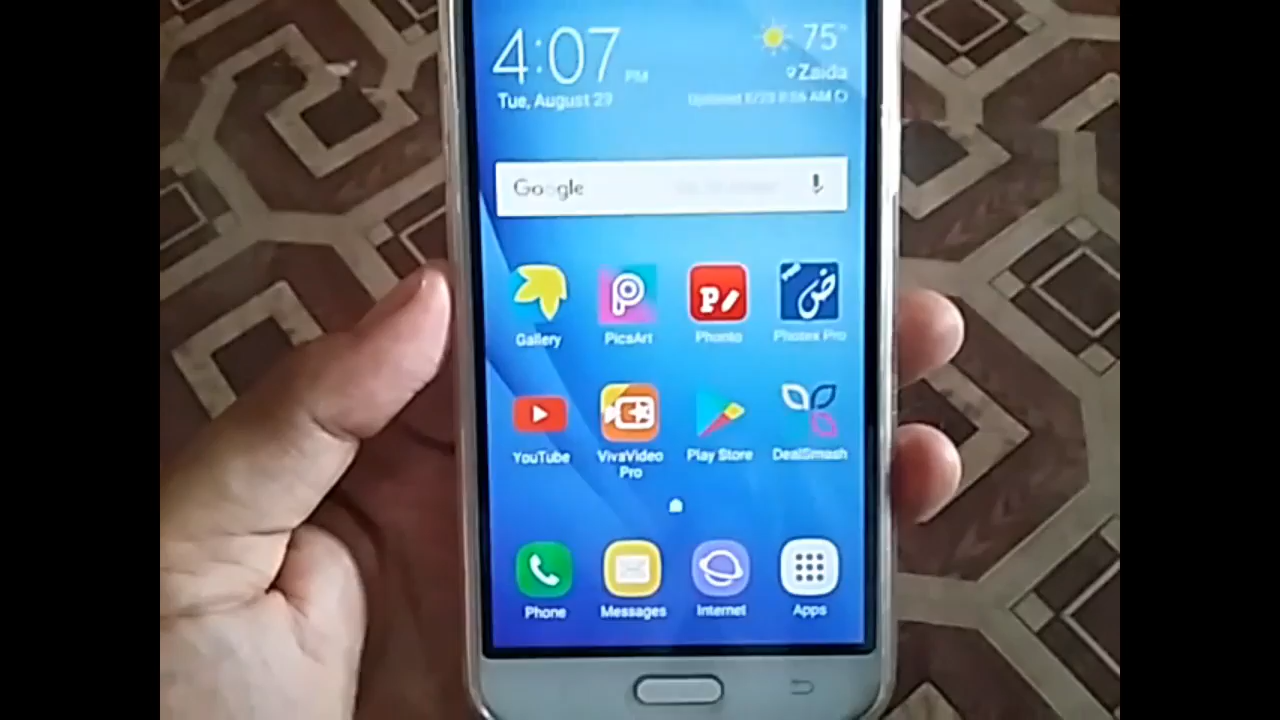 4:07 PM
75°
Zaida
Tue, August 29
Google
Gallery
PicsArt
Phonto
Photex Pro
YouTube
VivaVideo
Pro
Play Store
DealSmash
Phone
Messages
Internet
Apps